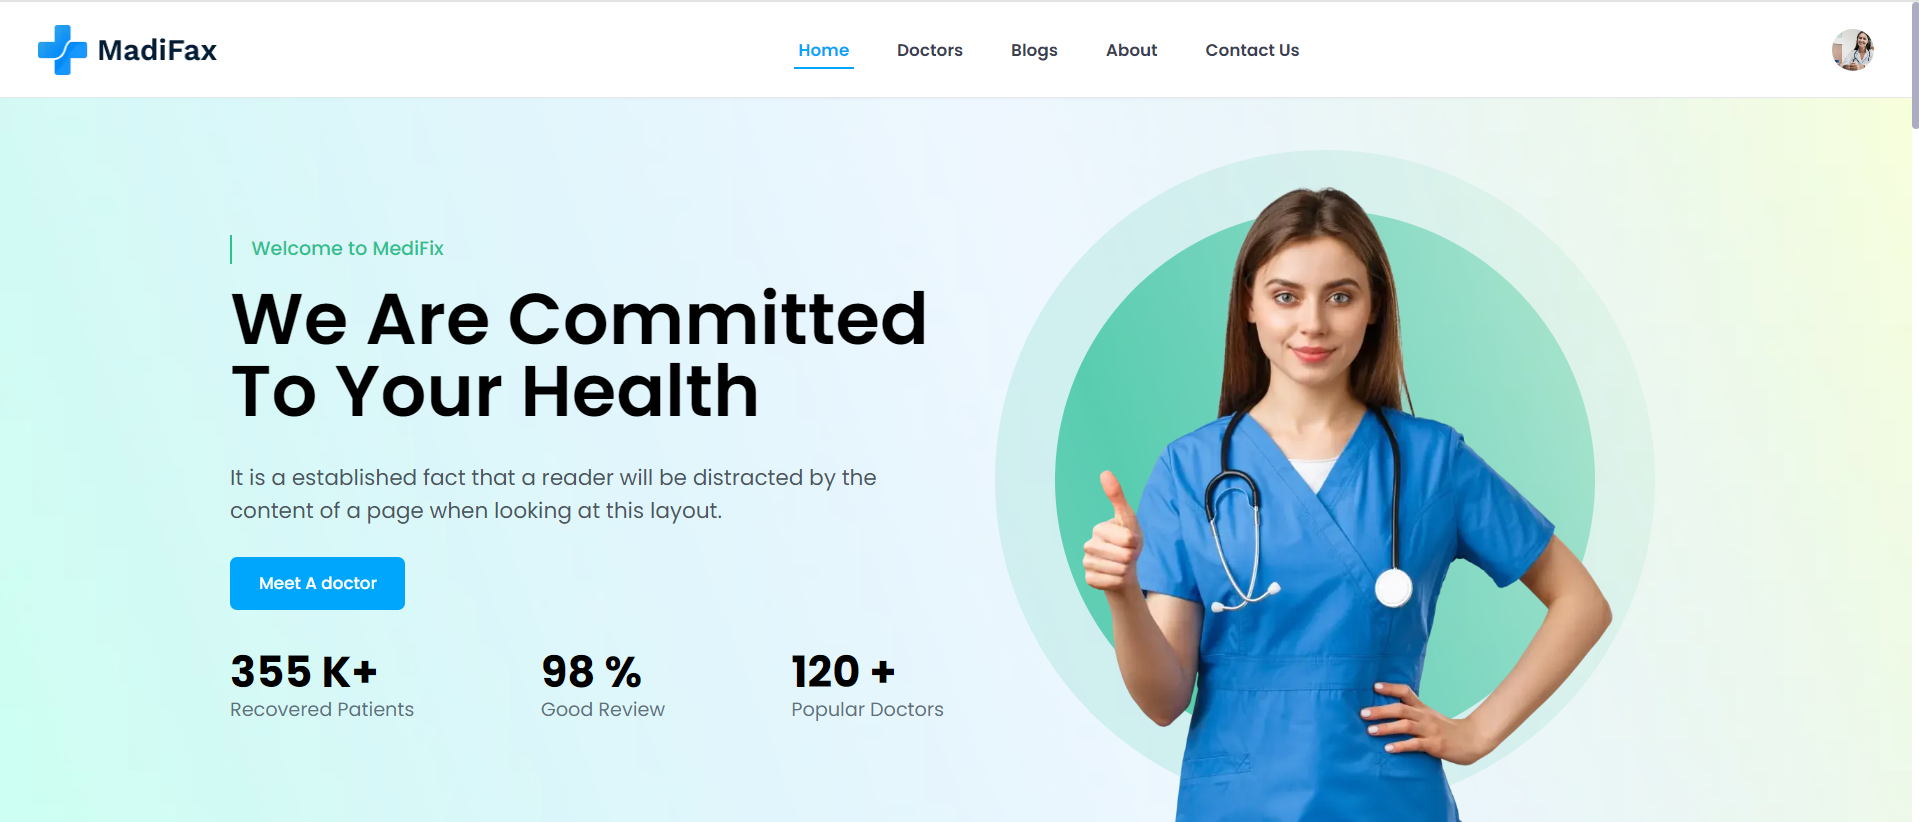 MadiFax
Home
Doctors
Blogs
About
Contact Us
Welcome to MediFix
We Are Committed
To Your Health
It is a established fact that a reader will be distracted by the
content of a page when looking at this layout.
Meet A doctor
355 K+
98 %
120 +
Recovered Patients
Good Review
Popular Doctors